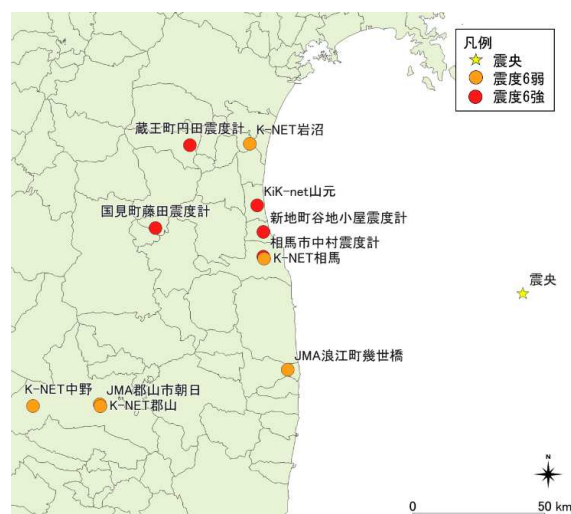 凡例
震央
震度6弱
震度6強
蔵王町円田震度計
K-NET岩沼
KiK-net山元
国見町藤田震度計
新地町谷地小屋震度計
相馬市中村震度計
K-NET相馬
震央
JMA浪江町幾世橋
K-NET中野
JMA郡山市朝日
K-NET郡山
N
0 50 km